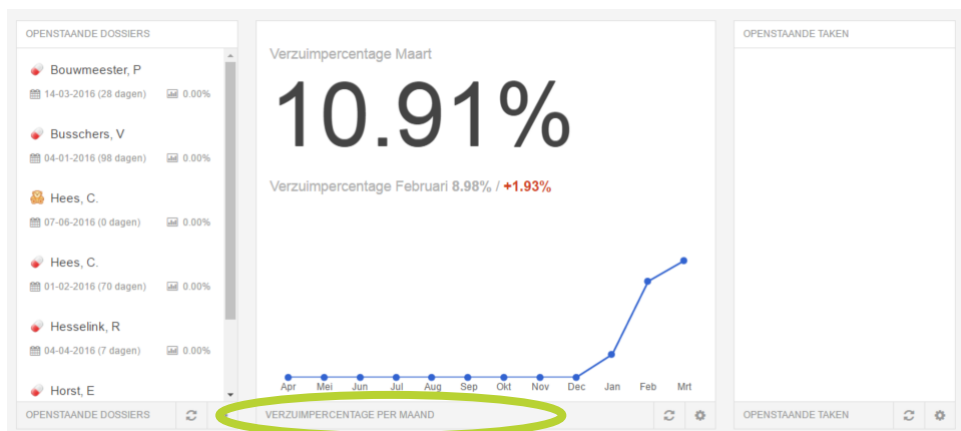 OPENSTAANDE DOSSIERS
Bouwmeester, P
14-03-2016 (28 dagen) 0.00%
Busschers, V
04-01-2016 (98 dagen) 0.00%
Hees, C.
07-06-2016 (0 dagen) 0.00%
Hees, C.
01-02-2016 (70 dagen) 0.00%
Hesselink, R
04-04-2016 (7 dagen) 0.00%
Horst, E
OPENSTAANDE DOSSIERS
Verzuimpercentage Maart
10.91%
Verzuimpercentage Februari 8.98% / +1.93%
Apr Mei Jun Jul Aug Sep Okt Nov Dec Jan Feb Mrt
VERZUIMPERCENTAGE PER MAAND
OPENSTAANDE TAKEN
OPENSTAANDE TAKEN